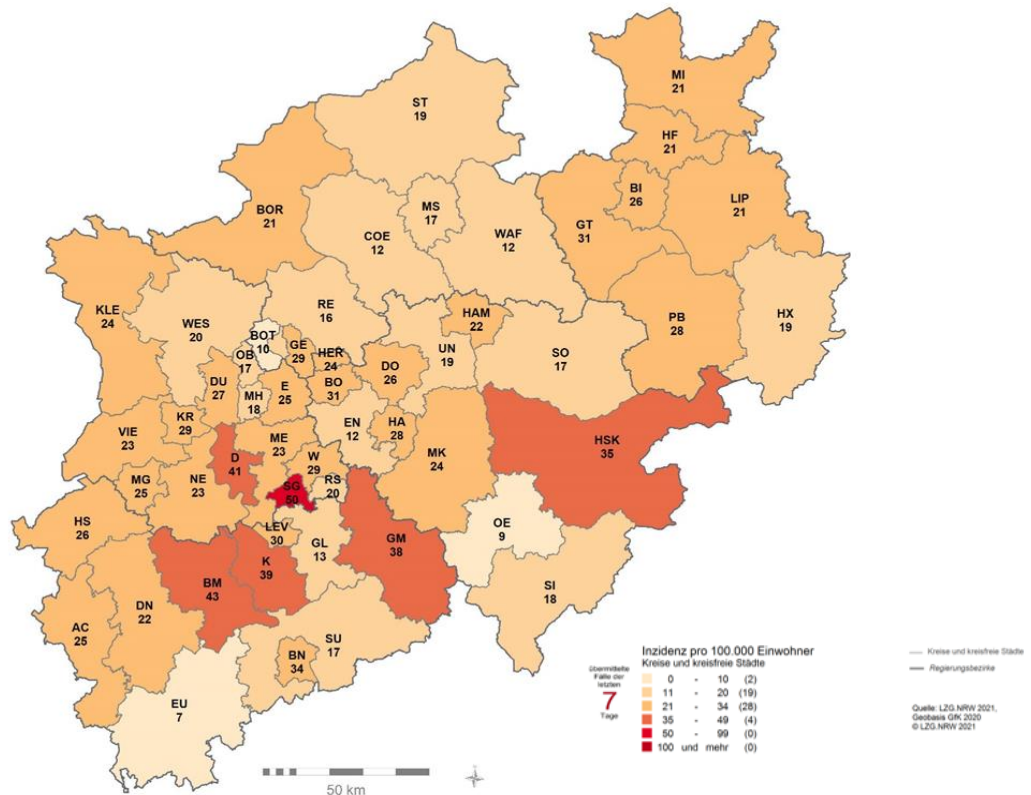 MI
21
ST
19
HF
21
BI
26
LIP
21
BOR
21
MS
17
GT
31
COE
12
WAF
12
KLE
24
WES
20
RE
16
HAM
22
PB
28
HX
19
BOT
10
GE
29
HER
24
OB
17
UN
19
SO
17
DO
26
DU
27
BO
31
E
25
MH
18
KR
29
EN
12
HA
28
VIE
23
ME
23
HSK
35
D
41
W
29
MK
24
MG
25
NE
23
SG
50
RS
20
HS
26
LEV
30
OE
9
GL
13
GM
38
K
39
BM
43
SI
18
DN
22
AC
25
SU
17
BN
34
EU
7
50 km
übermittelte
Fälle der
letzten
7
Tage
Inzidenz pro 100.000 Einwohner
Kreise und kreisfreie Städte
0 - 10 (2)
11 - 20 (19)
21 - 34 (28)
35 - 49 (4)
50 - 99 (0)
100 und mehr (0)
Kreise und kreisfreie Städte
Regierungsbezirke
Quelle: LZG.NRW 2021,
Geobasis GfK 2020
© LZG.NRW 2021